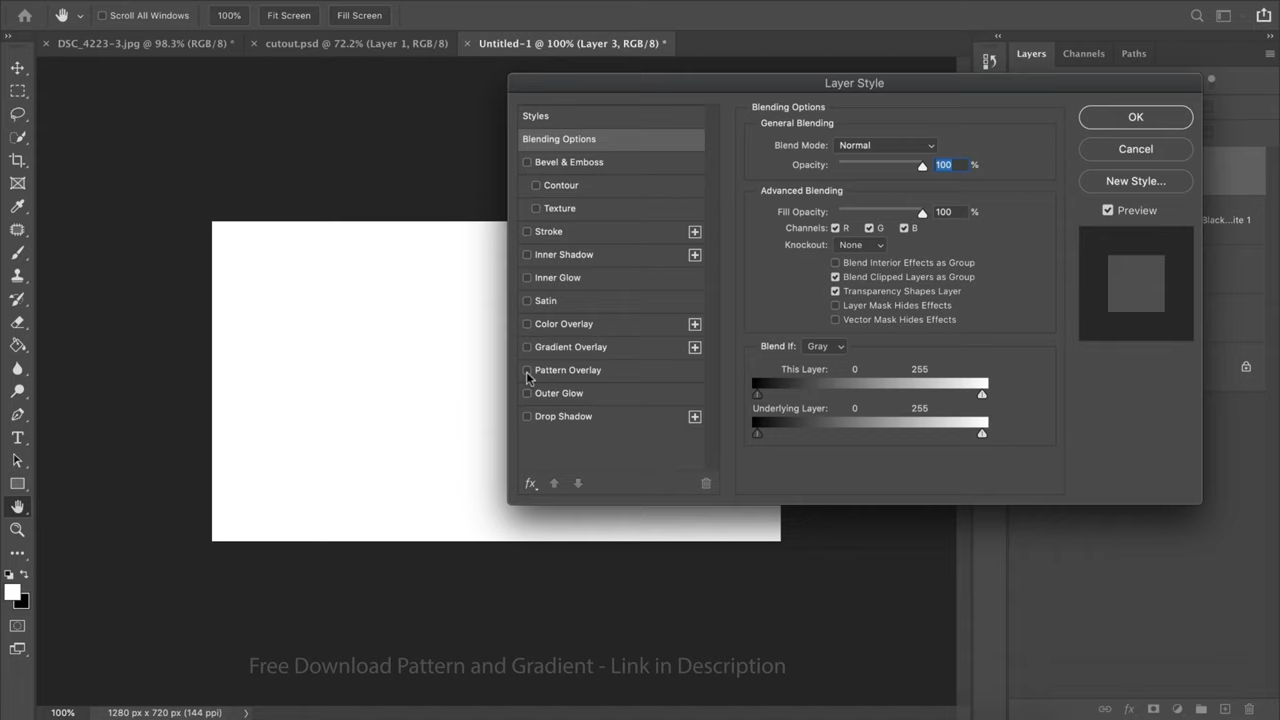 Scroll All Windows 100% Fit Screen Fill Screen
DSC_4223-3.jpg @ 98.3% (RGB/8) * cutout.psd @ 72.2% (Layer 1, RGB/8) Untitled-1 @ 100% (Layer 3, RGB/8) *
Layers Channels Paths
Layer Style
Styles
Blending Options
Bevel & Emboss
Contour
Texture
Stroke
Inner Shadow
Inner Glow
Satin
Color Overlay
Gradient Overlay
Pattern Overlay
Outer Glow
Drop Shadow
fx
Blending Options
General Blending
Blend Mode: Normal
Opacity: 100 %
Advanced Blending
Fill Opacity: 100 %
Channels: R G B
Knockout: None
Blend Interior Effects as Group
Blend Clipped Layers as Group
Transparency Shapes Layer
Layer Mask Hides Effects
Vector Mask Hides Effects
Blend If: Gray
This Layer: 0 255
Underlying Layer: 0 255
OK
Cancel
New Style...
Preview
Black...ite 1
Free Download Pattern and Gradient - Link in Description
100% 1280 px x 720 px (144 ppi)
fx